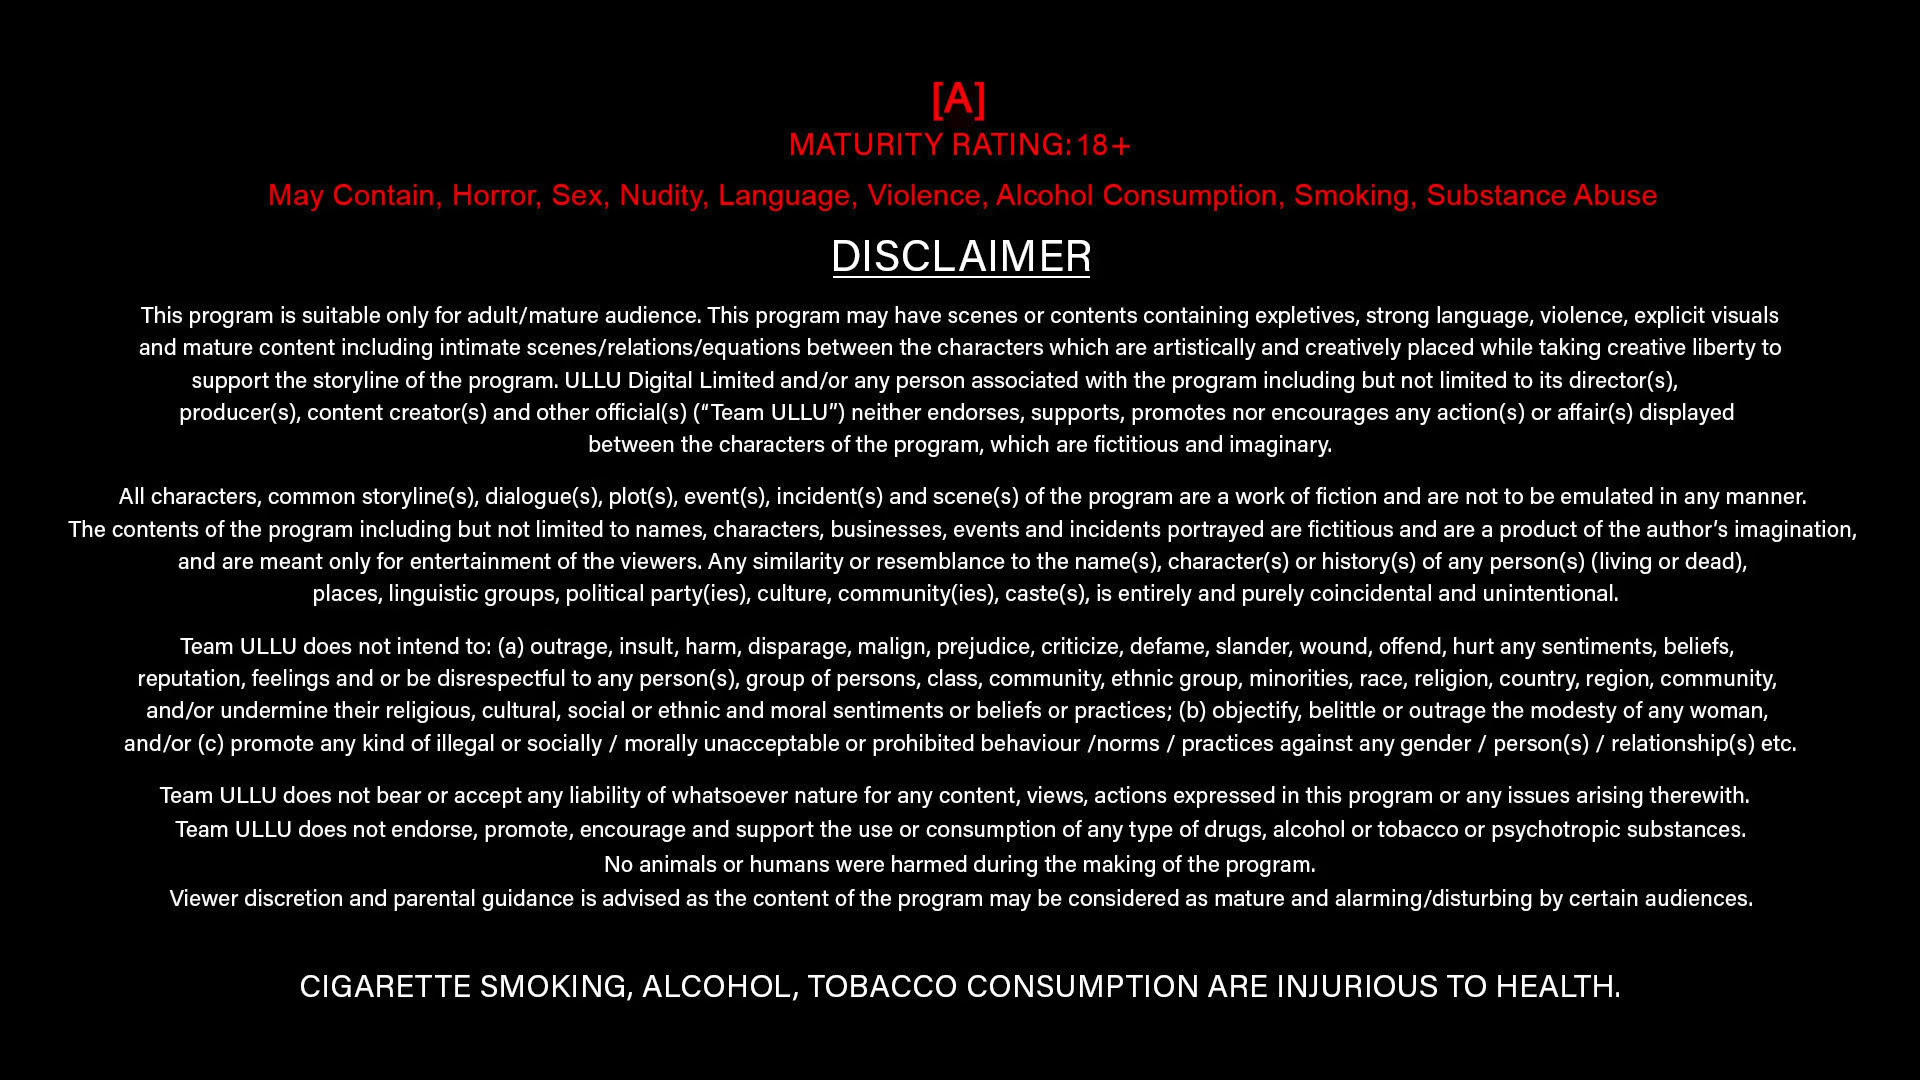 [A]
MATURITY RATING:18+
May Contain, Horror, Sex, Nudity, Language, Violence, Alcohol Consumption, Smoking, Substance Abuse
DISCLAIMER
This program is suitable only for adult/mature audience. This program may have scenes or contents containing expletives, strong language, violence, explicit visuals
and mature content including intimate scenes/relations/equations between the characters which are artistically and creatively placed while taking creative liberty to
support the storyline of the program. ULLU Digital Limited and/or any person associated with the program including but not limited to its director(s),
producer(s), content creator(s) and other official(s) (“Team ULLU”) neither endorses, supports, promotes nor encourages any action(s) or affair(s) displayed
between the characters of the program, which are fictitious and imaginary.
All characters, common storyline(s), dialogue(s), plot(s), event(s), incident(s) and scene(s) of the program are a work of fiction and are not to be emulated in any manner.
The contents of the program including but not limited to names, characters, businesses, events and incidents portrayed are fictitious and are a product of the author’s imagination,
and are meant only for entertainment of the viewers. Any similarity or resemblance to the name(s), character(s) or history(s) of any person(s) (living or dead),
places, linguistic groups, political party(ies), culture, community(ies), caste(s), is entirely and purely coincidental and unintentional.
Team ULLU does not intend to: (a) outrage, insult, harm, disparage, malign, prejudice, criticize, defame, slander, wound, offend, hurt any sentiments, beliefs,
reputation, feelings and or be disrespectful to any person(s), group of persons, class, community, ethnic group, minorities, race, religion, country, region, community,
and/or undermine their religious, cultural, social or ethnic and moral sentiments or beliefs or practices; (b) objectify, belittle or outrage the modesty of any woman,
and/or (c) promote any kind of illegal or socially / morally unacceptable or prohibited behaviour /norms / practices against any gender / person(s) / relationship(s) etc.
Team ULLU does not bear or accept any liability of whatsoever nature for any content, views, actions expressed in this program or any issues arising therewith.
Team ULLU does not endorse, promote, encourage and support the use or consumption of any type of drugs, alcohol or tobacco or psychotropic substances.
No animals or humans were harmed during the making of the program.
Viewer discretion and parental guidance is advised as the content of the program may be considered as mature and alarming/disturbing by certain audiences.
CIGARETTE SMOKING, ALCOHOL, TOBACCO CONSUMPTION ARE INJURIOUS TO HEALTH.